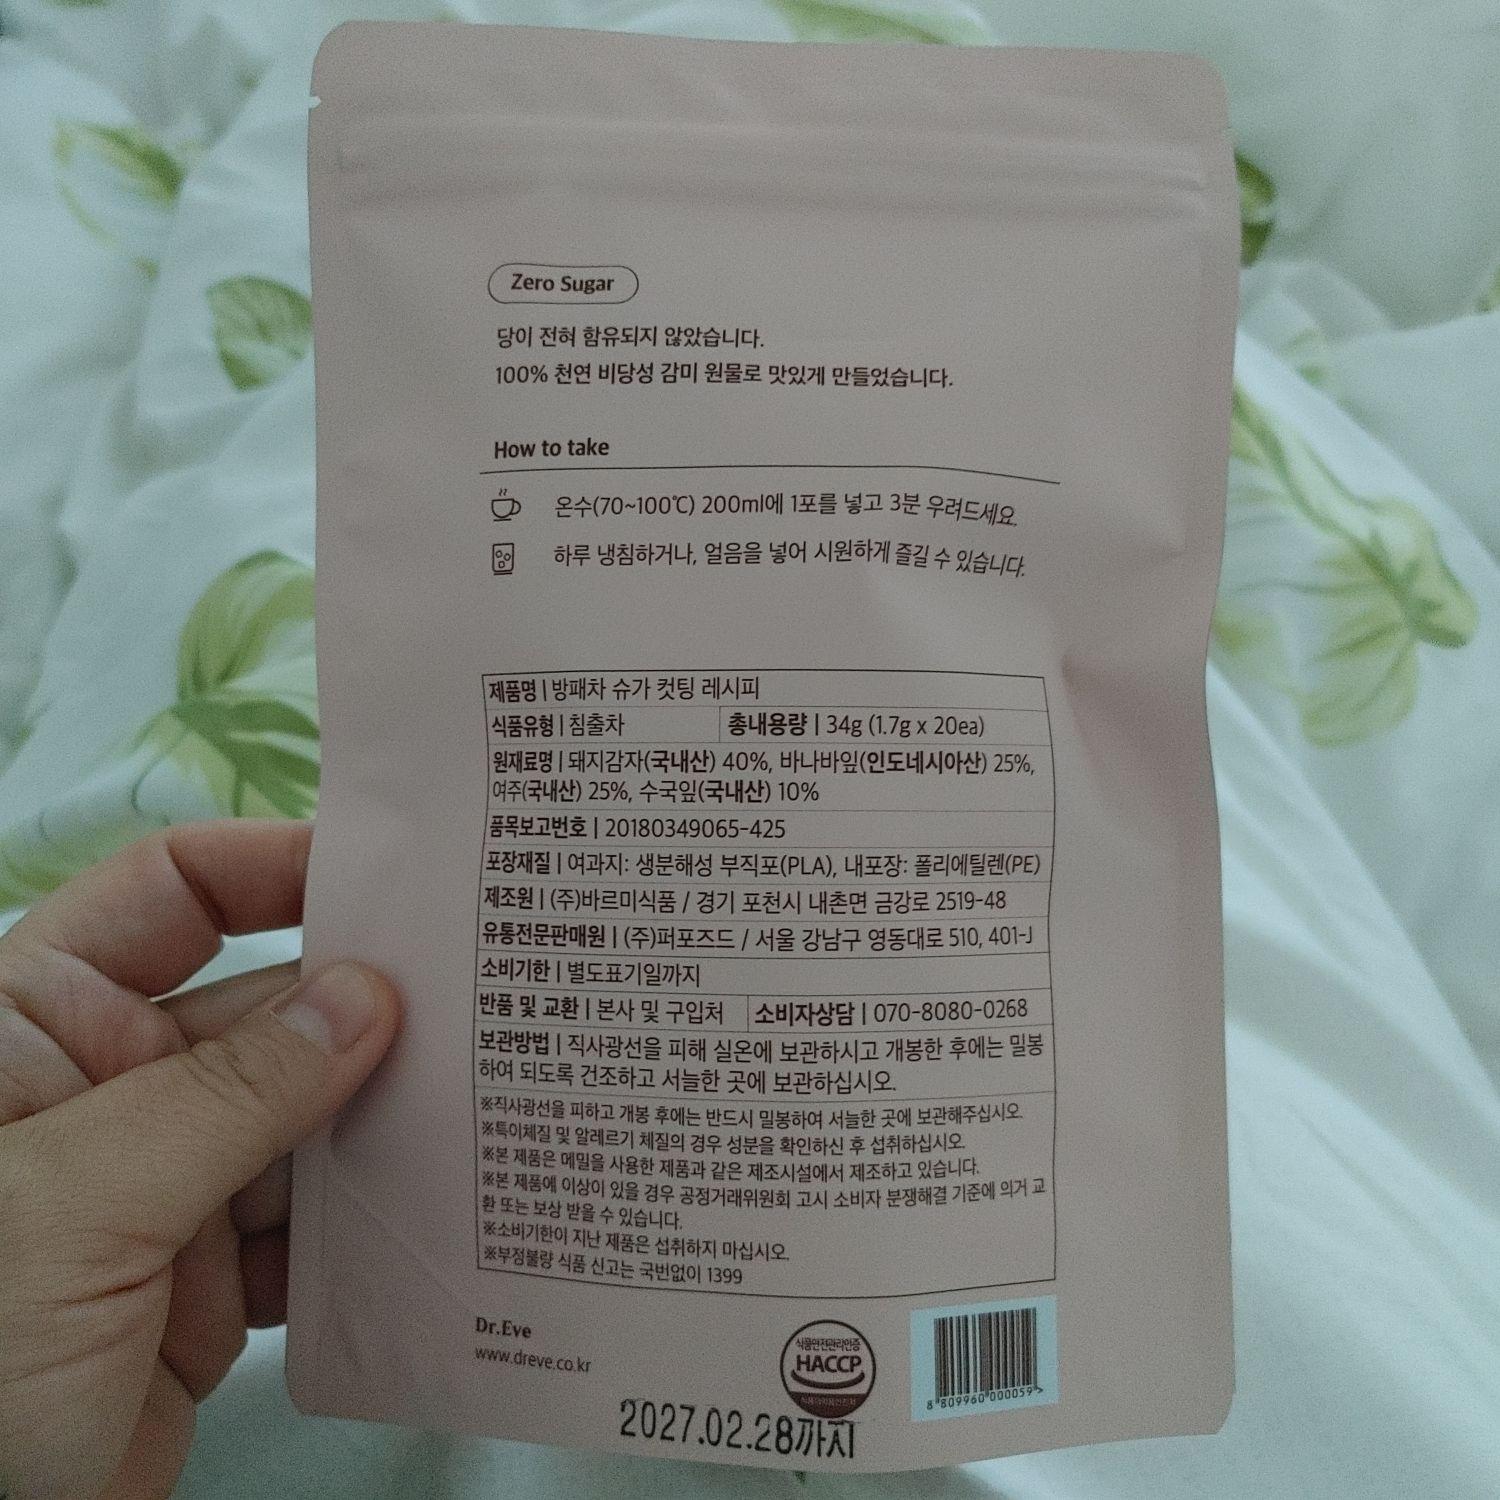 Zero Sugar
당이 전혀 함유되지 않았습니다.
100% 천연 비당성 감미 원물로 맛있게 만들었습니다.
How to take
온수(70~100℃) 200ml에 1포를 넣고 3분 우려드세요.
하루 냉침하거나, 얼음을 넣어 시원하게 즐길 수 있습니다.
제품명 | 방패차 슈가 컷팅 레시피
식품유형 | 침출차 총내용량 | 34g (1.7g x 20ea)
원재료명 | 돼지감자(국내산) 40%, 바나바잎(인도네시아산) 25%,
여주(국내산) 25%, 수국잎(국내산) 10%
품목보고번호 | 20180349065-425
포장재질 | 여과지: 생분해성 부직포(PLA), 내포장: 폴리에틸렌(PE)
제조원 | (주)바르미식품 / 경기 포천시 내촌면 금강로 2519-48
유통전문판매원 | (주)퍼포즈드 / 서울 강남구 영동대로 510, 401-J
소비기한 | 별도표기일까지
반품 및 교환 | 본사 및 구입처 소비자상담 | 070-8080-0268
보관방법 | 직사광선을 피해 실온에 보관하시고 개봉한 후에는 밀봉
하여 되도록 건조하고 서늘한 곳에 보관하십시오.
※직사광선을 피하고 개봉 후에는 반드시 밀봉하여 서늘한 곳에 보관해주십시오.
※특이체질 및 알레르기 체질의 경우 성분을 확인하신 후 섭취하십시오.
※본 제품은 메밀을 사용한 제품과 같은 제조시설에서 제조하고 있습니다.
※본 제품에 이상이 있을 경우 공정거래위원회 고시 소비자 분쟁해결 기준에 의거 교
환 또는 보상 받을 수 있습니다.
※소비기한이 지난 제품은 섭취하지 마십시오.
※부정불량 식품 신고는 국번없이 1399
Dr.Eve
www.dreve.co.kr
식품안전관리인증
HACCP
8 809960 000059 >
2027.02.28까지